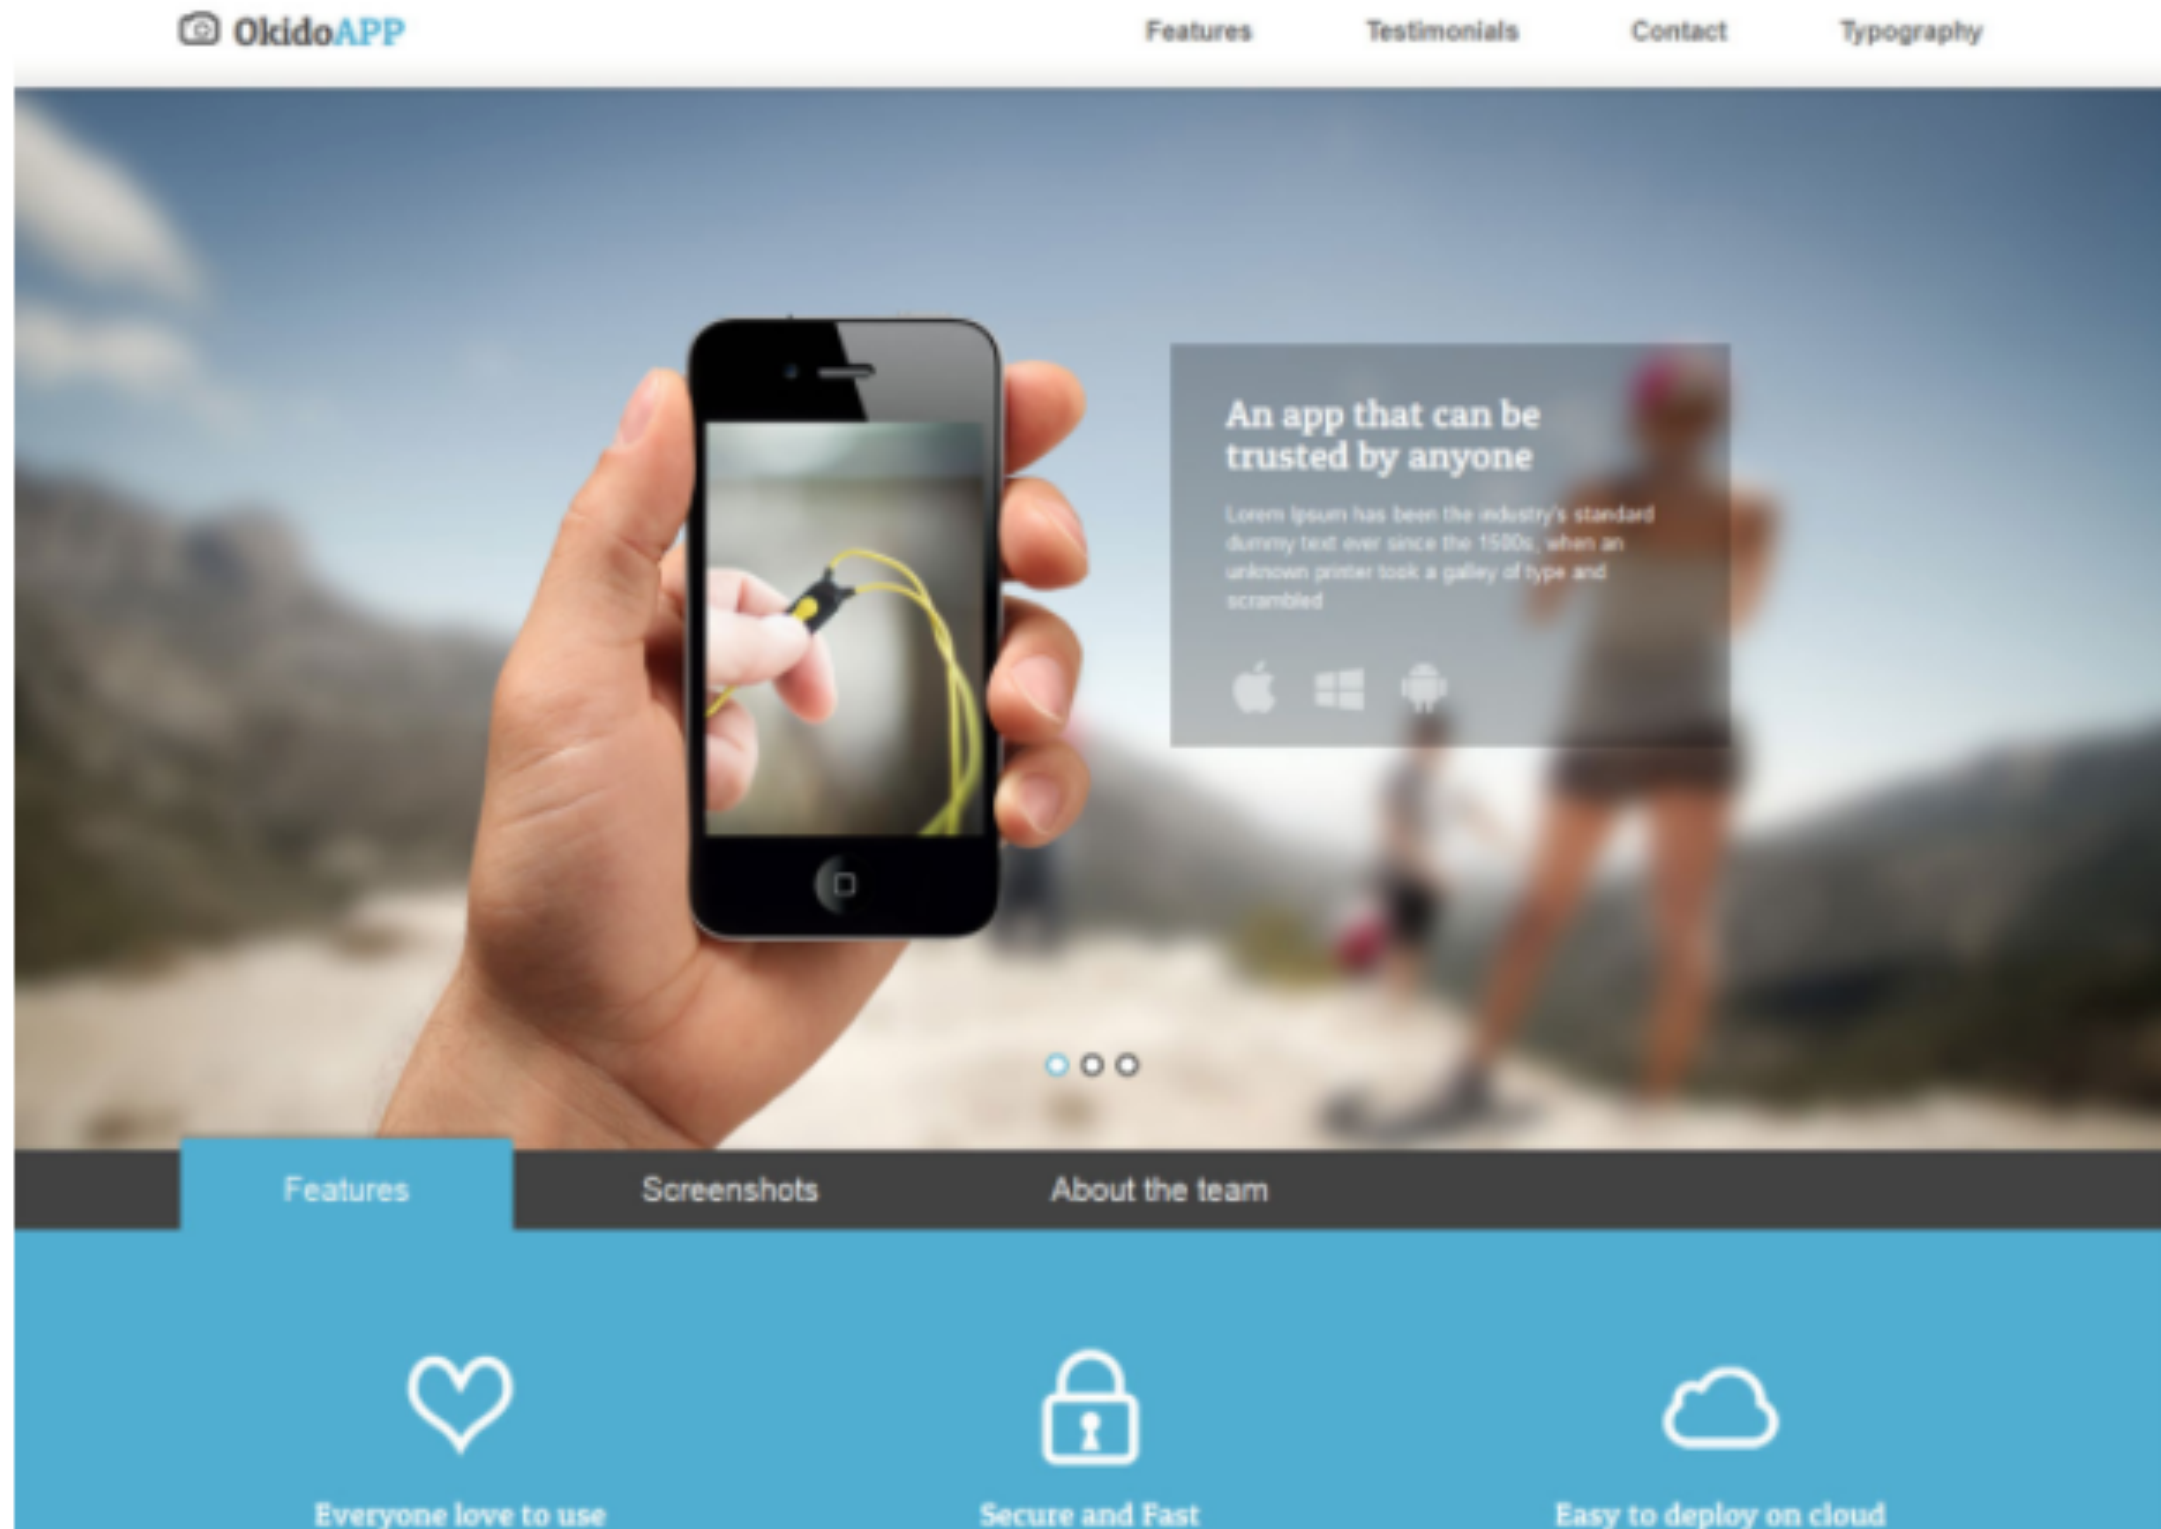 OkidoAPP
Features
Testimonials
Contact
Typography
An app that can be
trusted by anyone
Lorem Ipsum has been the industry's standard
dummy text ever since the 1500s, when an
unknown printer took a galley of type and
scrambled
Features
Screenshots
About the team
Everyone love to use
Secure and Fast
Easy to deploy on cloud